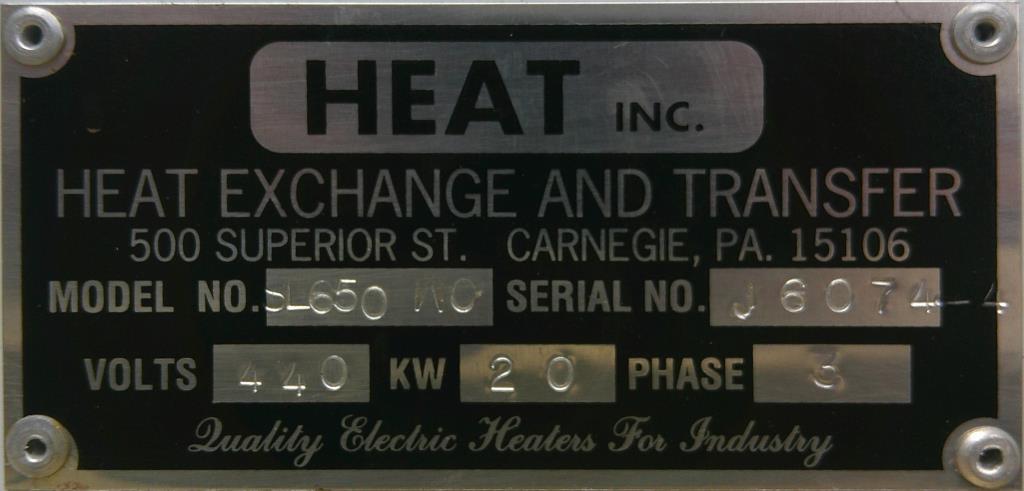 HEAT INC.
HEAT EXCHANGE AND TRANSFER
500 SUPERIOR ST. CARNEGIE, PA. 15106
MODEL NO. SL650 WC SERIAL NO. J6074-4
VOLTS 440 KW 20 PHASE 3
Quality Electric Heaters For Industry